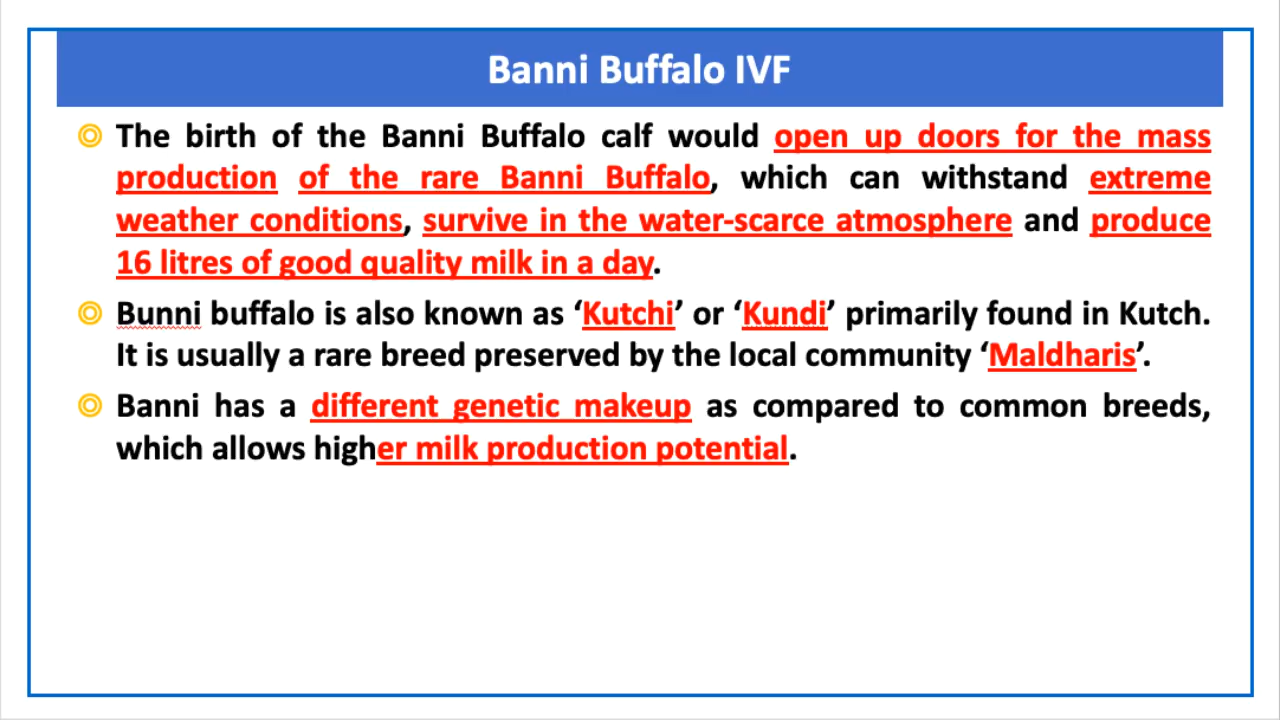 Banni Buffalo IVF
The birth of the Banni Buffalo calf would open up doors for the mass
production of the rare Banni Buffalo, which can withstand extreme
weather conditions, survive in the water-scarce atmosphere and produce
16 litres of good quality milk in a day.
Bunni buffalo is also known as ‘Kutchi’ or ‘Kundi’ primarily found in Kutch.
It is usually a rare breed preserved by the local community ‘Maldharis’.
Banni has a different genetic makeup as compared to common breeds,
which allows higher milk production potential.